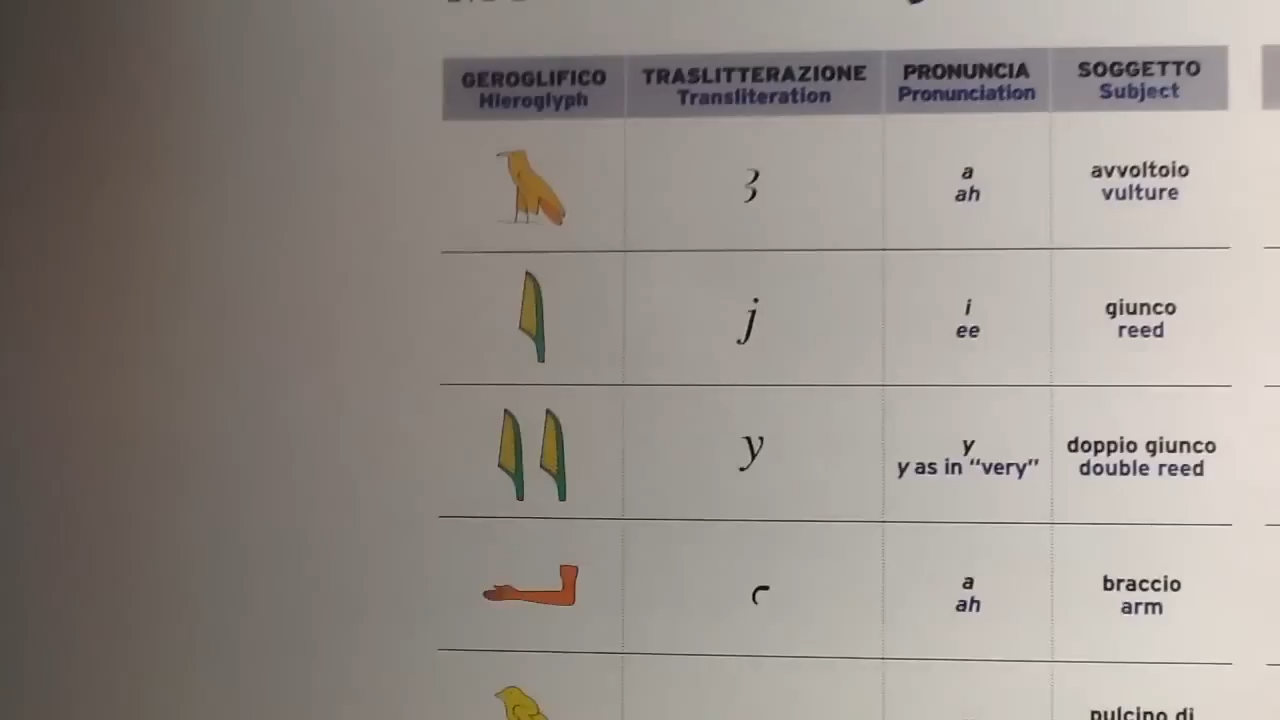 GEROGLIFICO
Hieroglyph
TRASLITTERAZIONE
Transliteration
PRONUNCIA
Pronunciation
SOGGETTO
Subject
ꜣ
a
ah
avvoltoio
vulture
j
i
ee
giunco
reed
y
y
y as in “very”
doppio giunco
double reed
ꜥ
a
ah
braccio
arm
pulcino di